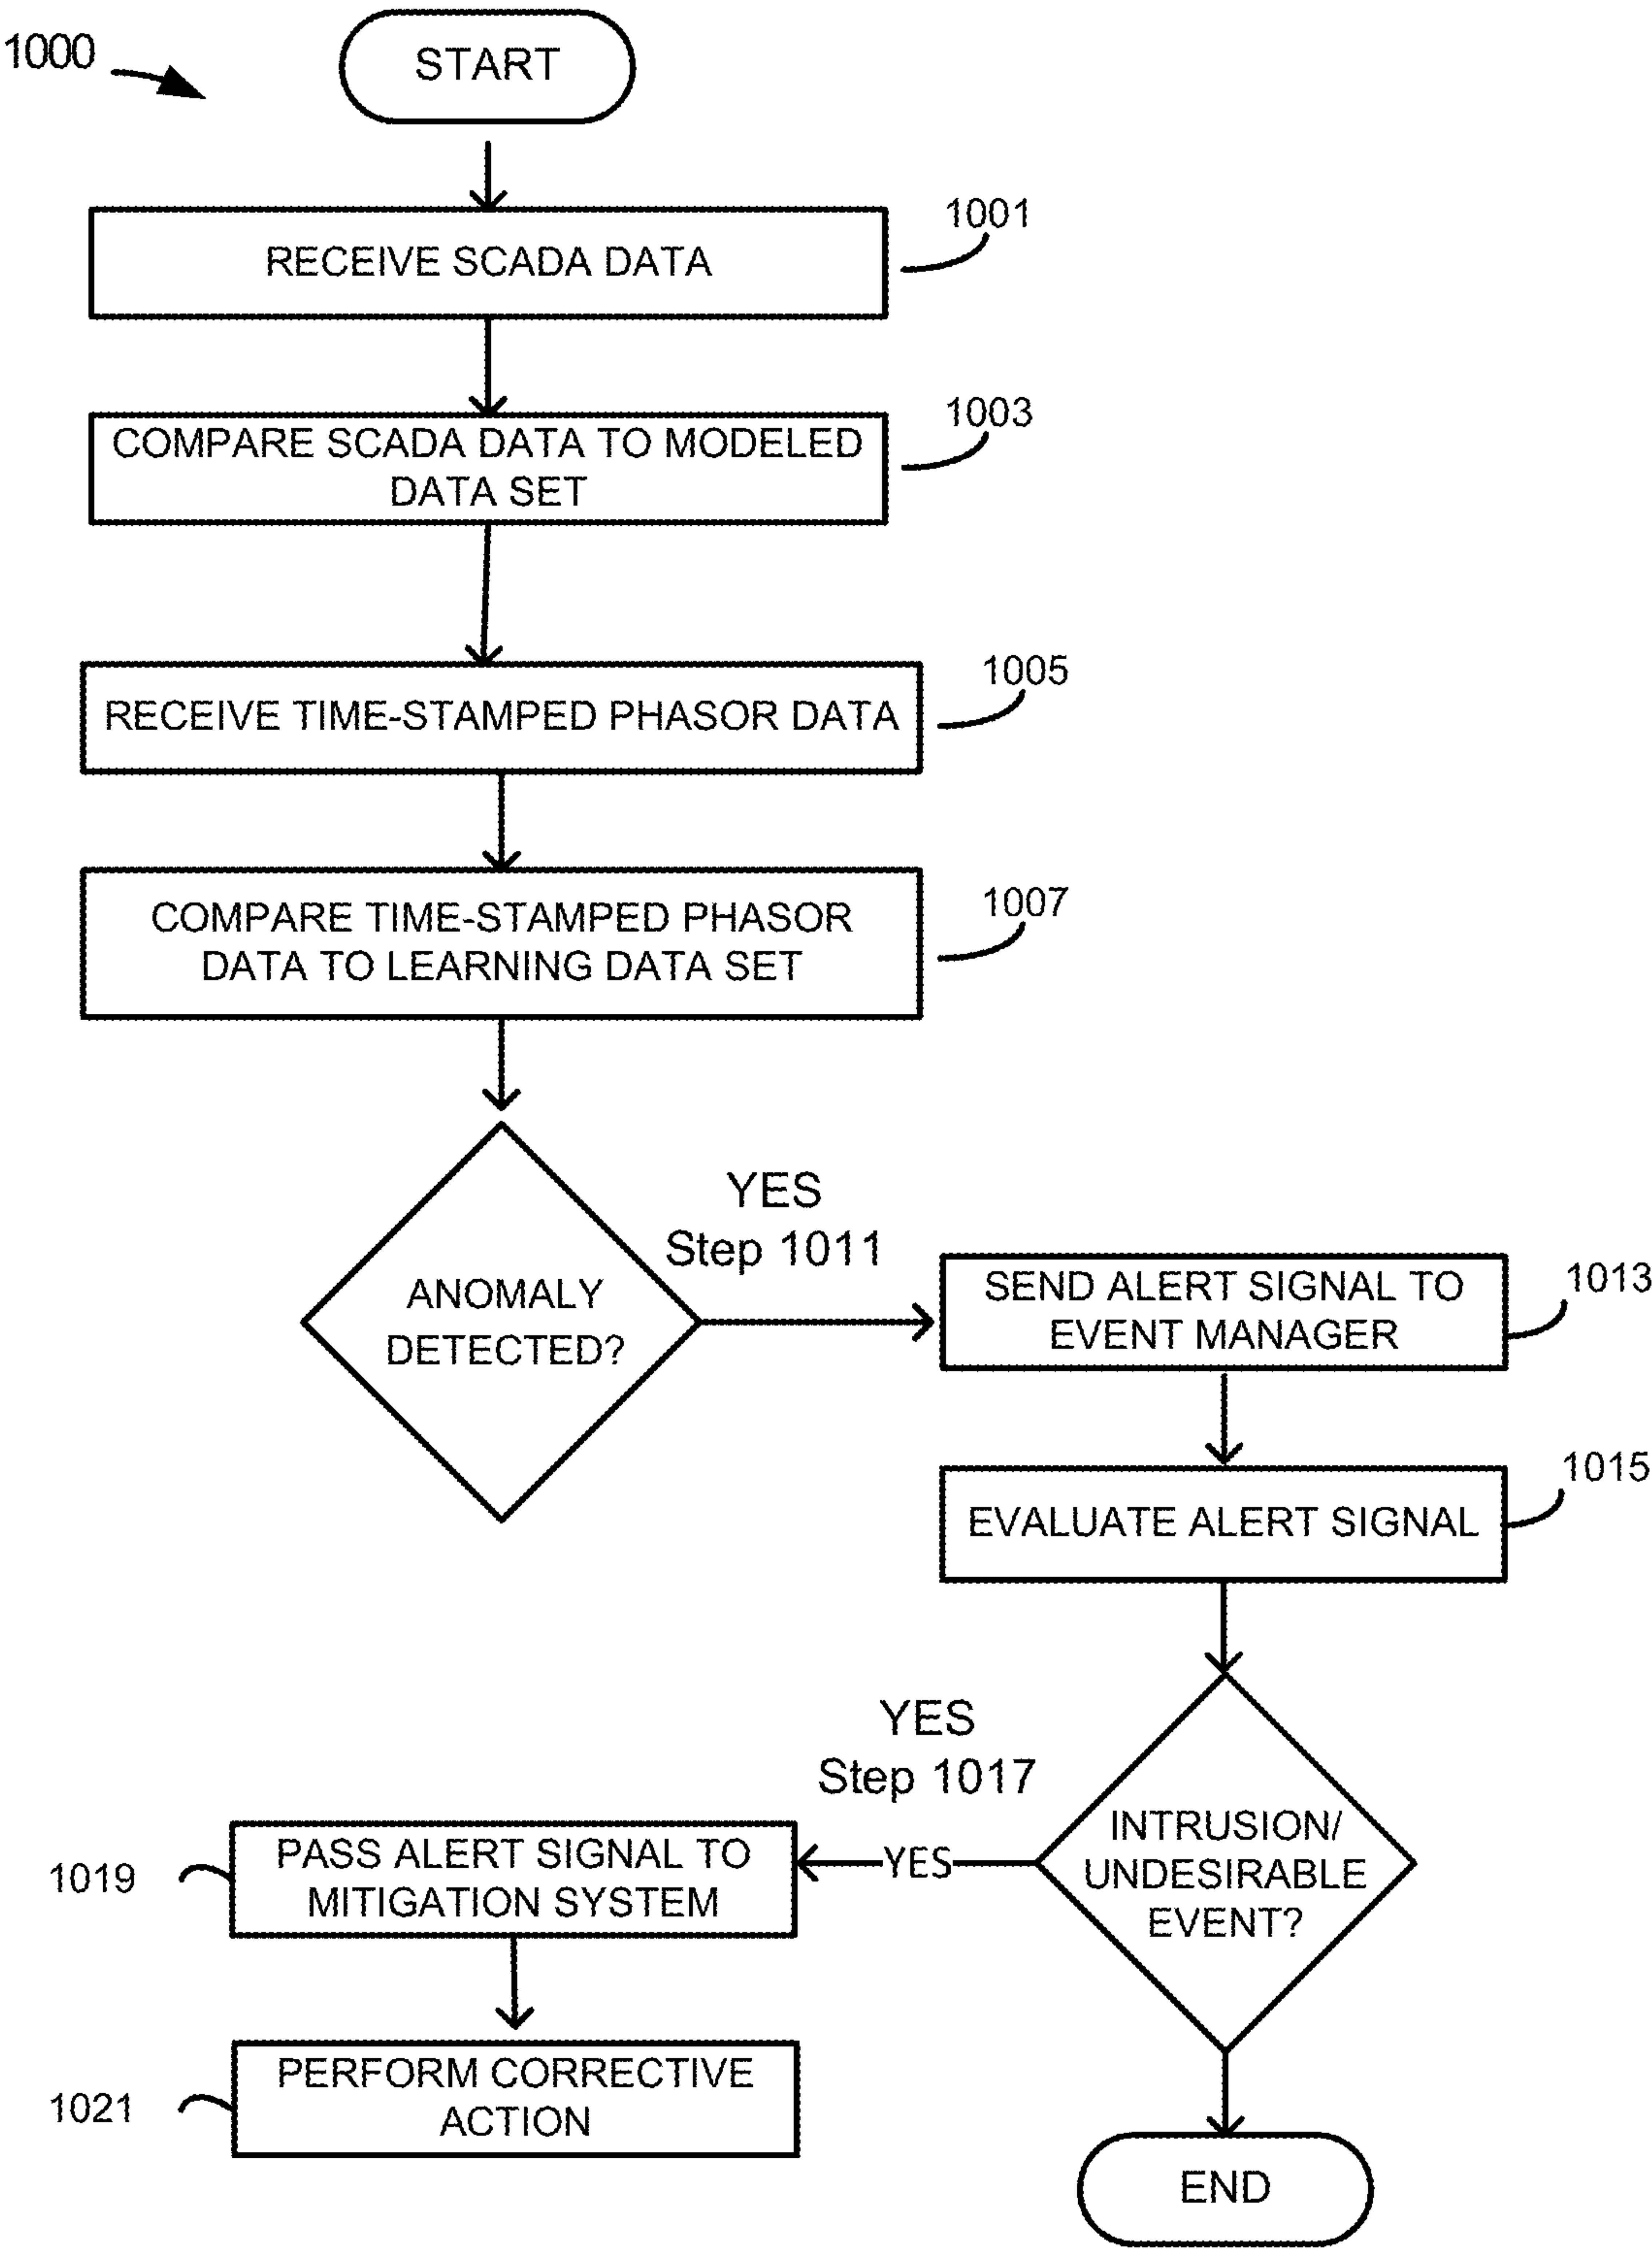 1000
START
RECEIVE SCADA DATA
1001
COMPARE SCADA DATA TO MODELED
DATA SET
1003
RECEIVE TIME-STAMPED PHASOR DATA
1005
COMPARE TIME-STAMPED PHASOR
DATA TO LEARNING DATA SET
1007
ANOMALY
DETECTED?
YES
Step 1011
SEND ALERT SIGNAL TO
EVENT MANAGER
1013
EVALUATE ALERT SIGNAL
1015
INTRUSION/
UNDESIRABLE
EVENT?
YES
Step 1017
YES
PASS ALERT SIGNAL TO
MITIGATION SYSTEM
1019
PERFORM CORRECTIVE
ACTION
1021
END